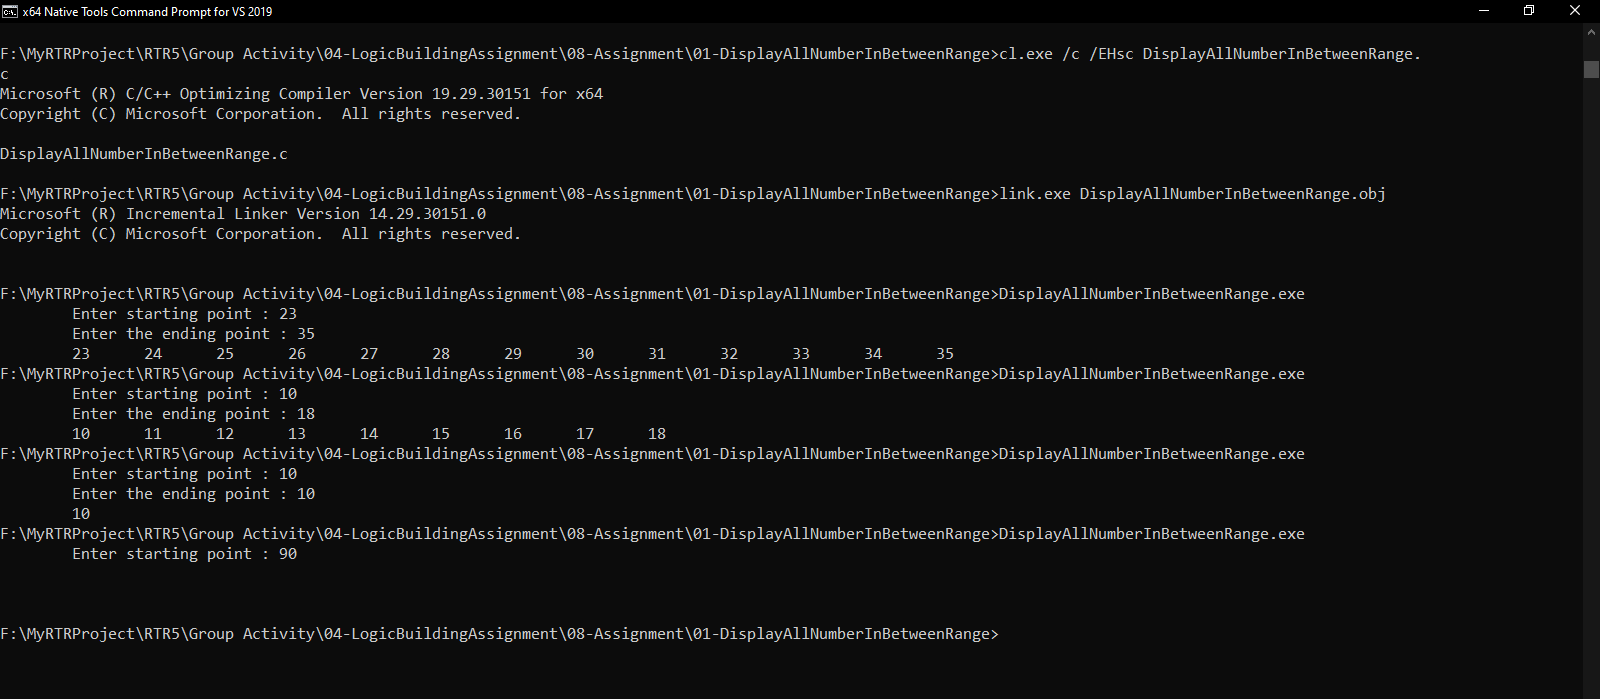 x64 Native Tools Command Prompt for VS 2019
F:\MyRTRProject\RTR5\Group Activity\04-LogicBuildingAssignment\08-Assignment\01-DisplayAllNumberInBetweenRange>cl.exe /c /EHsc DisplayAllNumberInBetweenRange.
c
Microsoft (R) C/C++ Optimizing Compiler Version 19.29.30151 for x64
Copyright (C) Microsoft Corporation.  All rights reserved.
DisplayAllNumberInBetweenRange.c
F:\MyRTRProject\RTR5\Group Activity\04-LogicBuildingAssignment\08-Assignment\01-DisplayAllNumberInBetweenRange>link.exe DisplayAllNumberInBetweenRange.obj
Microsoft (R) Incremental Linker Version 14.29.30151.0
Copyright (C) Microsoft Corporation.  All rights reserved.
F:\MyRTRProject\RTR5\Group Activity\04-LogicBuildingAssignment\08-Assignment\01-DisplayAllNumberInBetweenRange>DisplayAllNumberInBetweenRange.exe
Enter starting point : 23
Enter the ending point : 35
23 24 25 26 27 28 29 30 31 32 33 34 35
F:\MyRTRProject\RTR5\Group Activity\04-LogicBuildingAssignment\08-Assignment\01-DisplayAllNumberInBetweenRange>DisplayAllNumberInBetweenRange.exe
Enter starting point : 10
Enter the ending point : 18
10 11 12 13 14 15 16 17 18
F:\MyRTRProject\RTR5\Group Activity\04-LogicBuildingAssignment\08-Assignment\01-DisplayAllNumberInBetweenRange>DisplayAllNumberInBetweenRange.exe
Enter starting point : 10
Enter the ending point : 10
10
F:\MyRTRProject\RTR5\Group Activity\04-LogicBuildingAssignment\08-Assignment\01-DisplayAllNumberInBetweenRange>DisplayAllNumberInBetweenRange.exe
Enter starting point : 90
F:\MyRTRProject\RTR5\Group Activity\04-LogicBuildingAssignment\08-Assignment\01-DisplayAllNumberInBetweenRange>